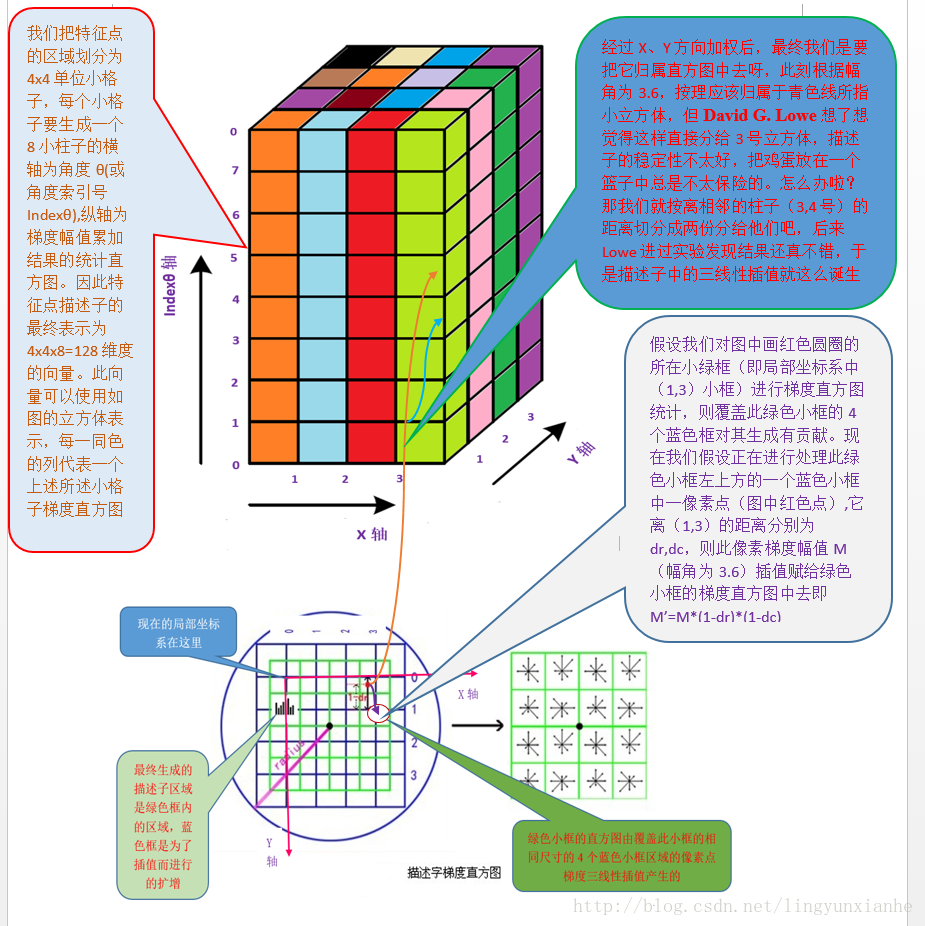 我们把特征点
的区域划分为
4x4 单位小格
子，每个小格
子要生成一个
8 小柱子的横
轴为角度 θ(或
角度索引号
Indexθ),纵轴为
梯度幅值累加
结果的统计直
方图。因此特
征点描述子的
最终表示为
4x4x8=128 维度
的向量。此向
量可以使用如
图的立方体表
示，每一同色
的列代表一个
上述所述小格
子梯度直方图
经过 X、Y 方向加权后，最终我们是要
把它归属直方图中去呀，此刻根据幅
角为 3.6，按理应该归属于青色线所指
小立方体，但 David G. Lowe 想了想
觉得这样直接分给 3 号立方体，描述
子的稳定性不太好，把鸡蛋放在一个
篮子中总是不太保险的。怎么办啦？
那我们就按离相邻的柱子（3,4 号）的
距离切分成两份分给他们吧，后来
Lowe 进过实验发现结果还真不错，于
是描述子中的三线性插值就这么诞生
0
7
6
5
4
3
2
1
0
Indexθ 轴
1
2
3
X 轴
1
2
3
Y 轴
假设我们对图中画红色圆圈的
所在小绿框（即局部坐标系中
（1,3）小框）进行梯度直方图
统计，则覆盖此绿色小框的 4
个蓝色框对其生成有贡献。现
在我们假设正在进行处理此绿
色小框左上方的一个蓝色小框
中一像素点（图中红色点）,它
离（1,3）的距离分别为
dr,dc，则此像素梯度幅值 M
（幅角为 3.6）插值赋给绿色
小框的梯度直方图中去即
M’=M*(1-dr)*(1-dc)
现在的局部坐标
系在这里
0
1
2
3
0
1
2
3
X 轴
1-dr
radius
Y
轴
最终生成的
描述子区域
是绿色框内
的区域，蓝
色框是为了
插值而进行
的扩增
绿色小框的直方图由覆盖此小框的相
同尺寸的 4 个蓝色小框区域的像素点
梯度三线性插值产生的
描述字梯度直方图
http://blog.csdn.net/lingyunxianhe